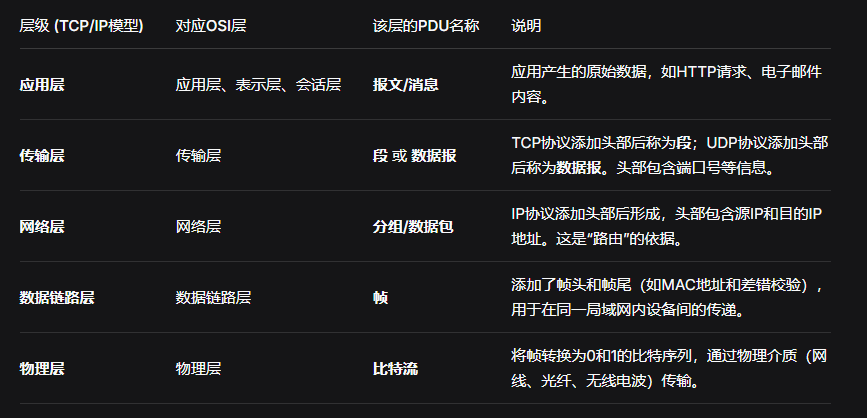 层级 (TCP/IP模型) 对应OSI层 该层的PDU名称 说明
应用层 应用层、表示层、会话层 报文/消息 应用产生的原始数据，如HTTP请求、电子邮件
内容。
传输层 传输层 段 或 数据报 TCP协议添加头部后称为段；UDP协议添加头部
后称为数据报。头部包含端口号等信息。
网络层 网络层 分组/数据包 IP协议添加头部后形成，头部包含源IP和目的IP
地址。这是“路由”的依据。
数据链路层 数据链路层 帧 添加了帧头和帧尾（如MAC地址和差错校验），
用于在同一局域网内设备间的传递。
物理层 物理层 比特流 将帧转换为0和1的比特序列，通过物理介质（网
线、光纤、无线电波）传输。